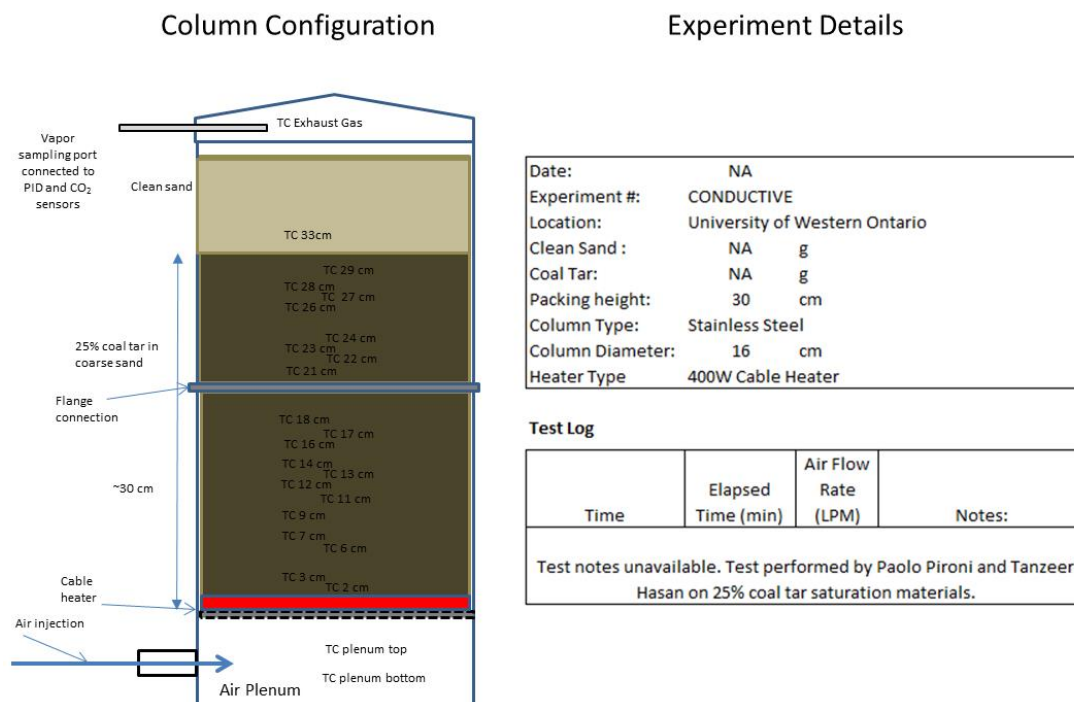 Column Configuration
Experiment Details
TC Exhaust Gas
Vapor
sampling port
connected to
PID and CO₂
sensors
Clean sand
TC 33cm
TC 29 cm
TC 28 cm
TC 27 cm
TC 26 cm
TC 24 cm
TC 23 cm
TC 22 cm
TC 21 cm
25% coal tar in
coarse sand
Flange
connection
TC 18 cm
TC 17 cm
TC 16 cm
TC 14 cm
TC 13 cm
TC 12 cm
TC 11 cm
TC 9 cm
TC 7 cm
TC 6 cm
TC 3 cm
TC 2 cm
~30 cm
Cable
heater
Air injection
TC plenum top
TC plenum bottom
Air Plenum
Date: NA
Experiment #: CONDUCTIVE
Location: University of Western Ontario
Clean Sand : NA g
Coal Tar: NA g
Packing height: 30 cm
Column Type: Stainless Steel
Column Diameter: 16 cm
Heater Type 400W Cable Heater
Test Log
Time
Elapsed
Time (min)
Air Flow
Rate
(LPM)
Notes:
Test notes unavailable. Test performed by Paolo Pironi and Tanzeer
Hasan on 25% coal tar saturation materials.